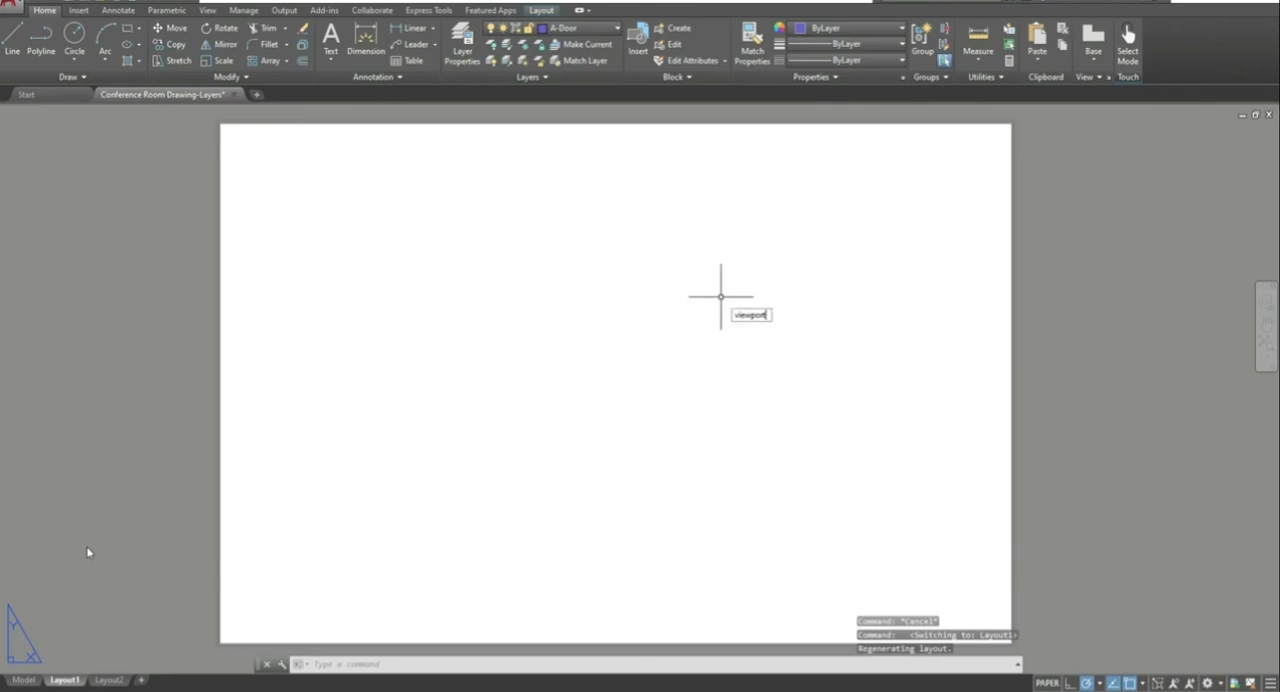 Home Insert Annotate Parametric View Manage Output Add-ins Collaborate Express Tools Featured Apps Layout
Line Polyline Circle Arc
Move Rotate Trim
Copy Mirror Fillet
Stretch Scale Array
Text Dimension
Linear
Leader
Table
Layer Properties
A-Door
Make Current
Match Layer
Insert
Create
Edit
Edit Attributes
Match Properties
ByLayer
ByLayer
ByLayer
Group
Measure
Paste
Base
Select Mode
Draw Modify Annotation Layers Block Properties Groups Utilities Clipboard View Touch
Start Conference Room Drawing-Layers*
viewport
Y
X
Command: *Cancel*
Command: <Switching to: Layout1>
Regenerating layout.
Type a command
Model Layout1 Layout2
PAPER